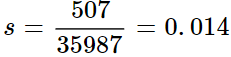 s = 507/35987 = 0.014